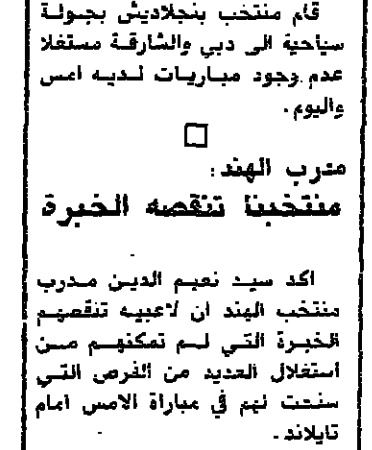 قام منتخب بنجلاديش بجولة
سياحية الى دبي والشارقة مستغلا
عدم وجود مباريات لديه امس
واليوم .
مدرب الهند :
منتخبنا تنقصه الخبرة
اكد سيد نعيم الدين مدرب
منتخب الهند ان لاعبيه تنقصهم
الخبرة التي لم تمكنهم من
استغلال العديد من الفرص التي
سنحت لهم في مباراة الامس امام
تايلاند .